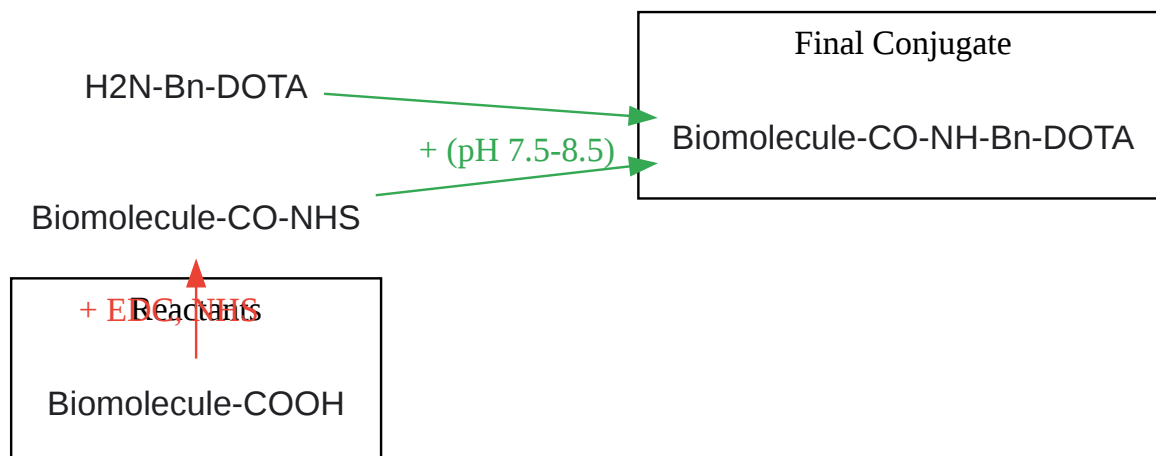 Final Conjugate
H2N-Bn-DOTA
Biomolecule-CO-NH-Bn-DOTA
+ (pH 7.5-8.5)
Biomolecule-CO-NHS
+ EDC, NHS
Reactants
Biomolecule-COOH